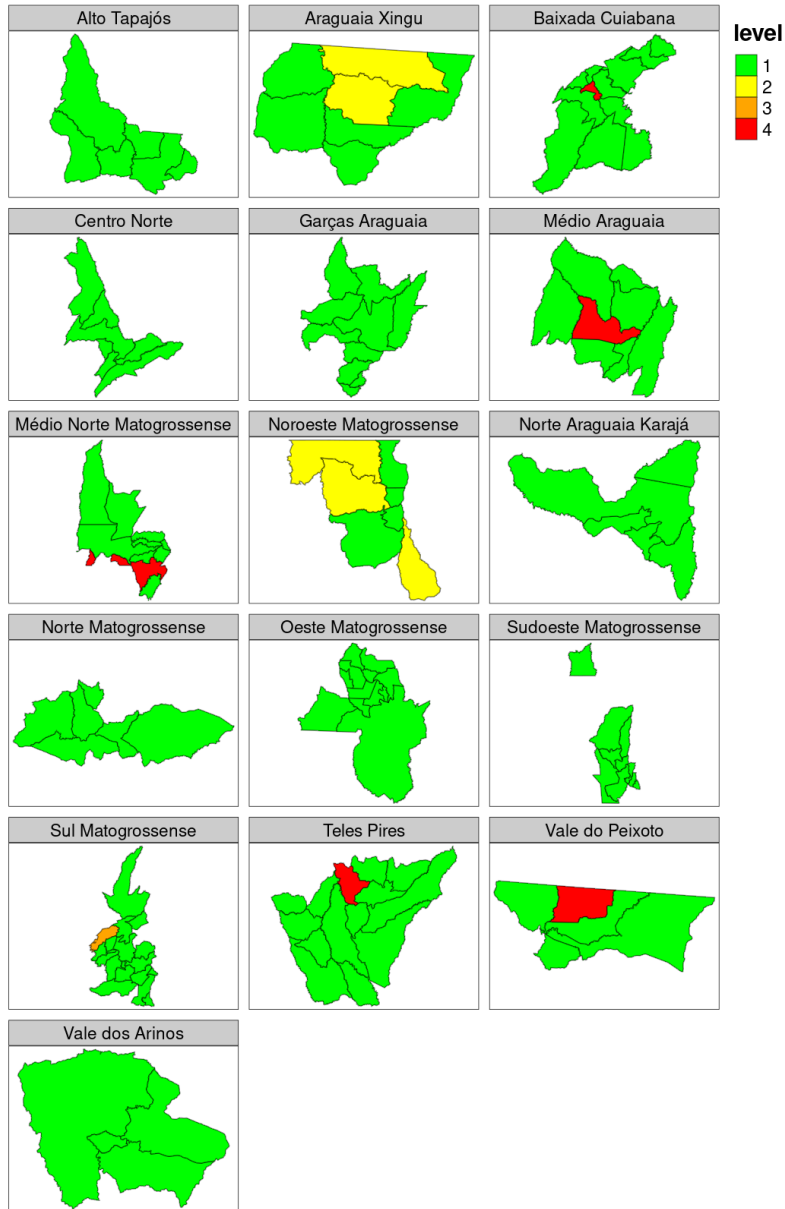 Alto Tapajós
Araguaia Xingu
Baixada Cuiabana
level
1
2
3
4
Centro Norte
Garças Araguaia
Médio Araguaia
Médio Norte Matogrossense
Noroeste Matogrossense
Norte Araguaia Karajá
Norte Matogrossense
Oeste Matogrossense
Sudoeste Matogrossense
Sul Matogrossense
Teles Pires
Vale do Peixoto
Vale dos Arinos